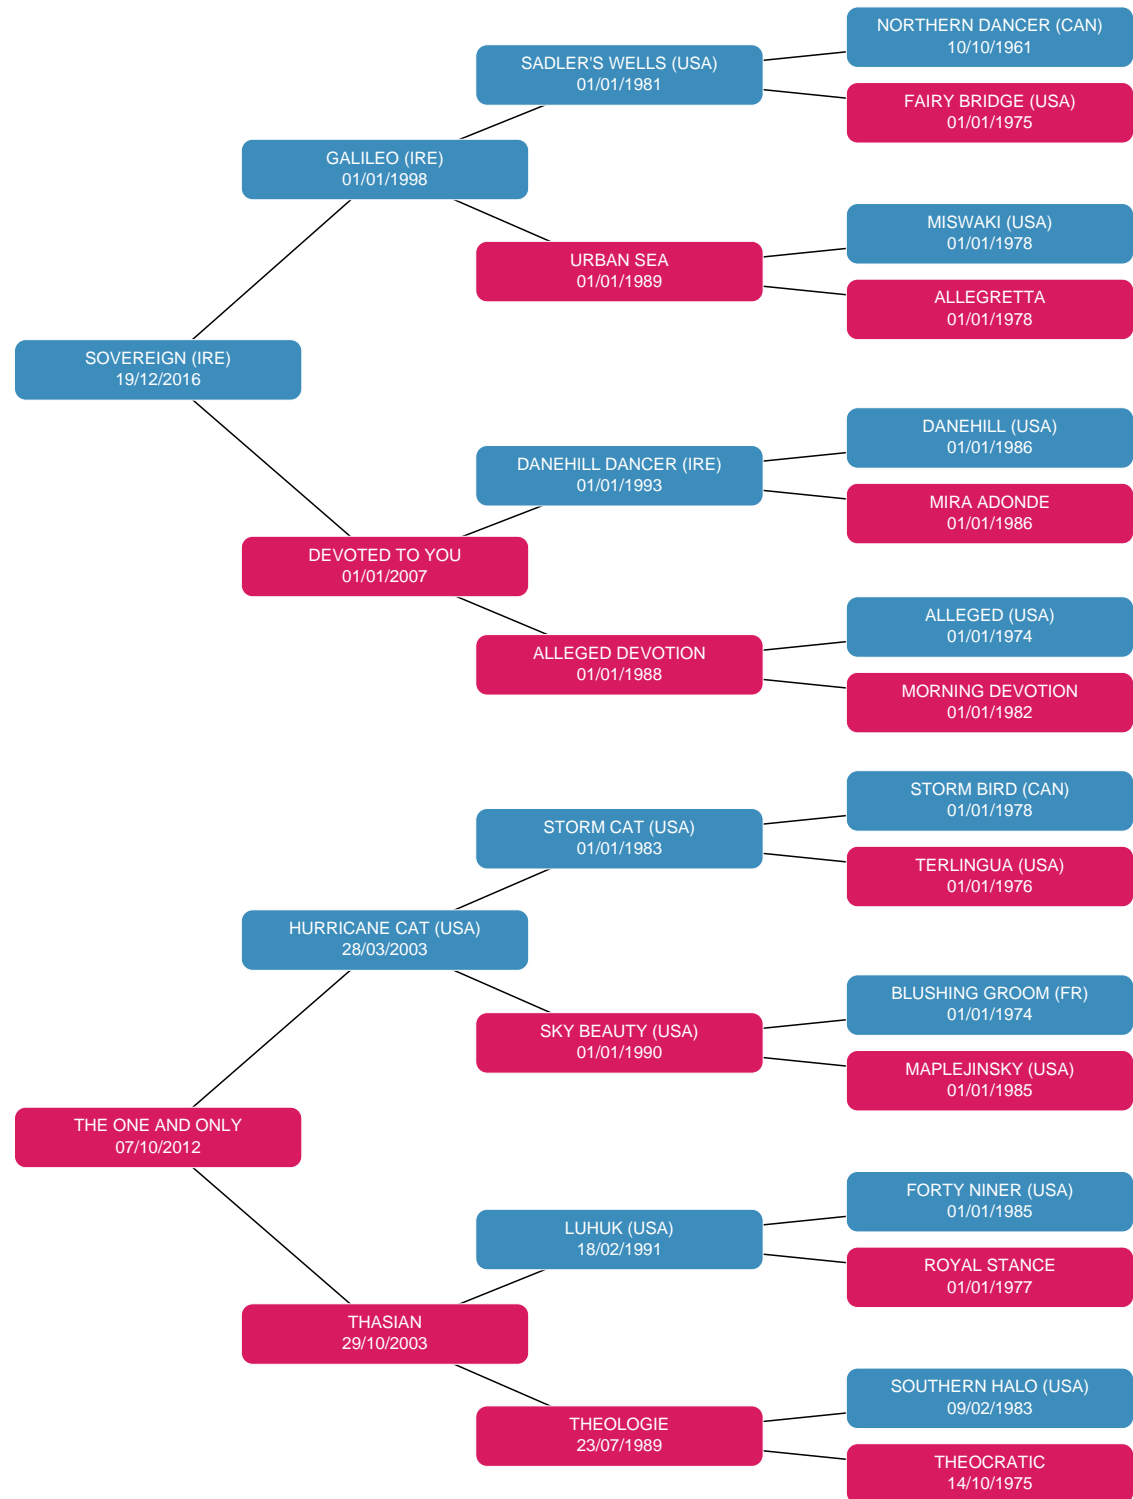 NORTHERN DANCER (CAN)
10/10/1961
SADLER'S WELLS (USA)
01/01/1981
FAIRY BRIDGE (USA)
01/01/1975
GALILEO (IRE)
01/01/1998
MISWAKI (USA)
01/01/1978
URBAN SEA
01/01/1989
ALLEGRETTA
01/01/1978
SOVEREIGN (IRE)
19/12/2016
DANEHILL (USA)
01/01/1986
DANEHILL DANCER (IRE)
01/01/1993
MIRA ADONDE
01/01/1986
DEVOTED TO YOU
01/01/2007
ALLEGED (USA)
01/01/1974
ALLEGED DEVOTION
01/01/1988
MORNING DEVOTION
01/01/1982
STORM BIRD (CAN)
01/01/1978
STORM CAT (USA)
01/01/1983
TERLINGUA (USA)
01/01/1976
HURRICANE CAT (USA)
28/03/2003
BLUSHING GROOM (FR)
01/01/1974
SKY BEAUTY (USA)
01/01/1990
MAPLEJINSKY (USA)
01/01/1985
THE ONE AND ONLY
07/10/2012
FORTY NINER (USA)
01/01/1985
LUHUK (USA)
18/02/1991
ROYAL STANCE
01/01/1977
THASIAN
29/10/2003
SOUTHERN HALO (USA)
09/02/1983
THEOLOGIE
23/07/1989
THEOCRATIC
14/10/1975